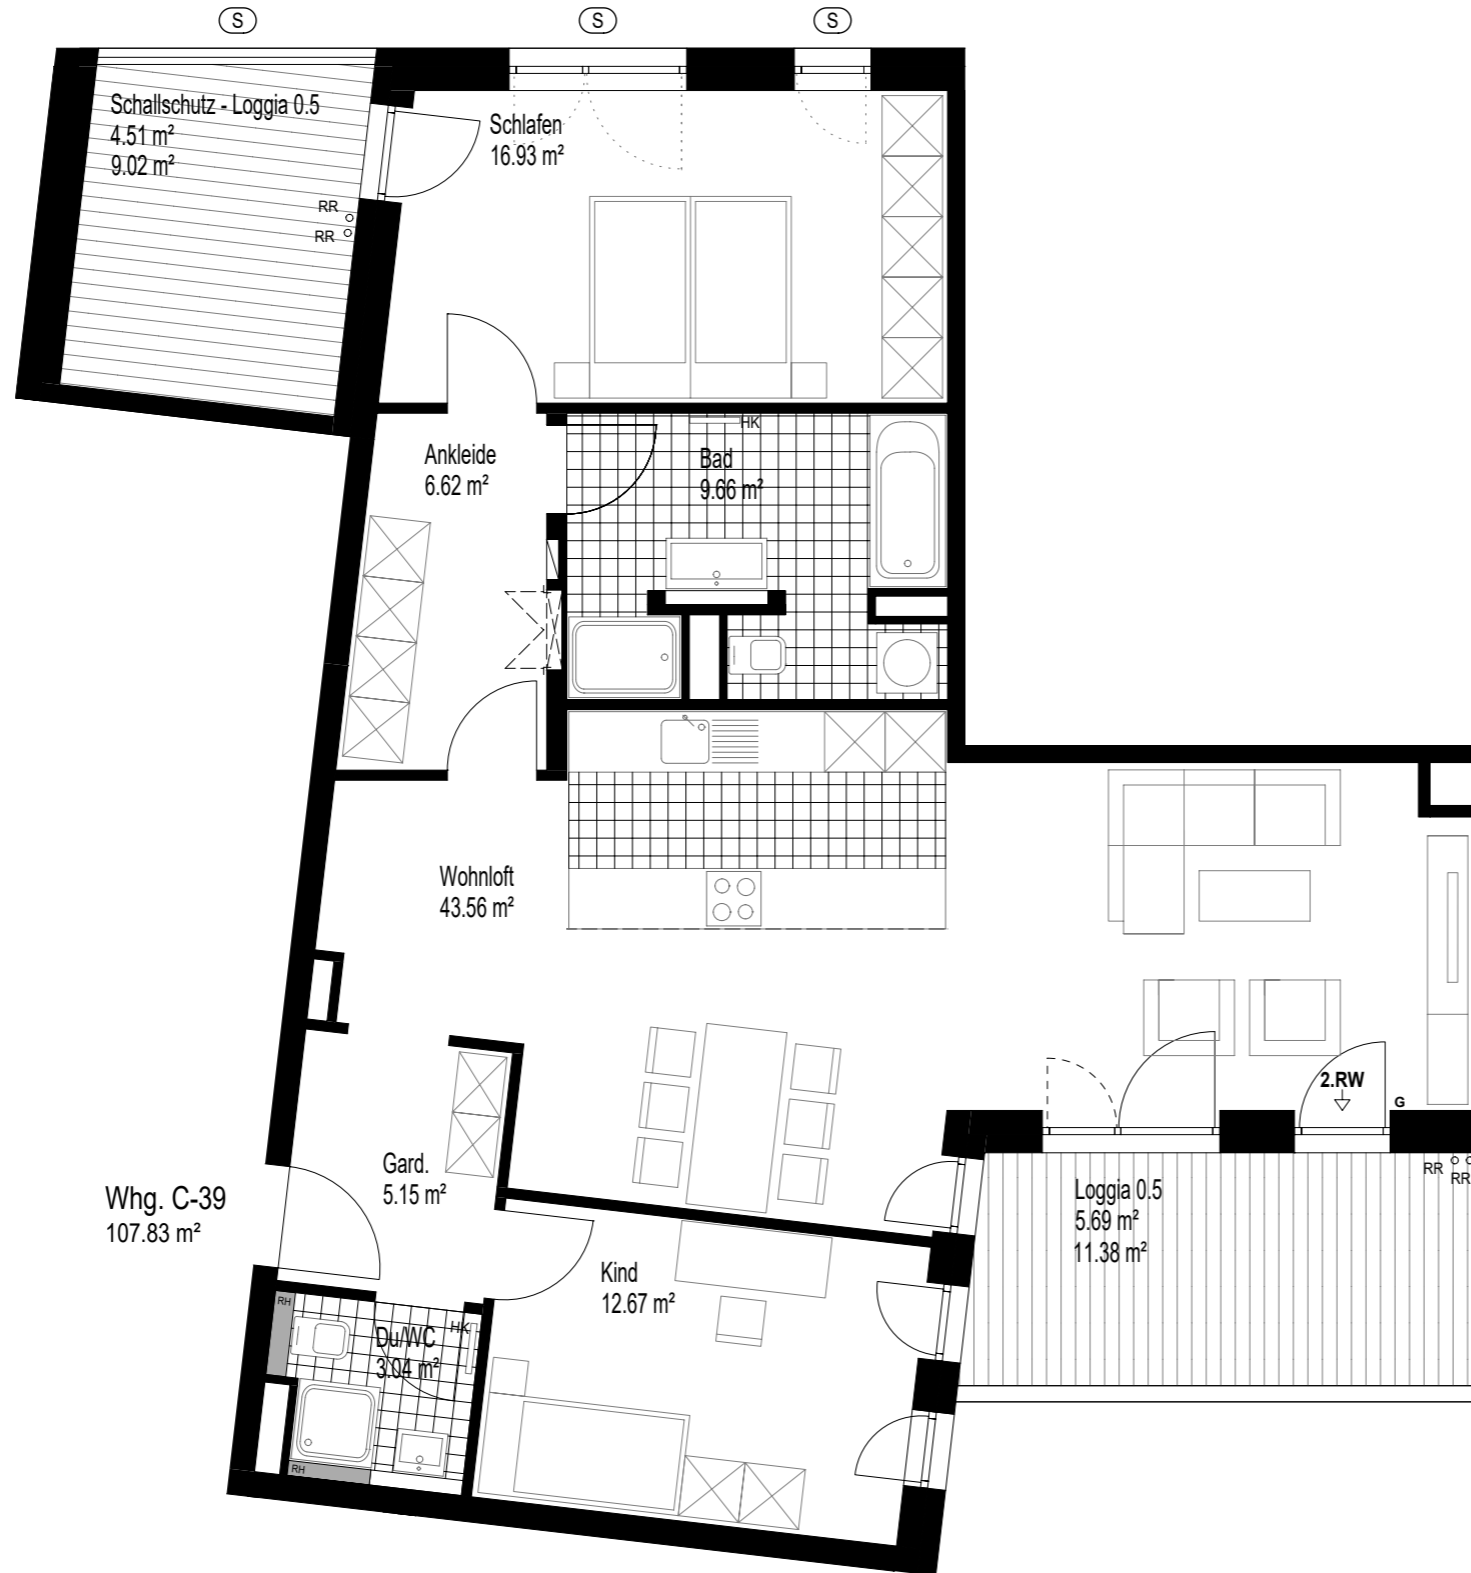 S
S
S
Schallschutz - Loggia 0.5
4.51 m²
9.02 m²
RR
RR
Schlafen
16.93 m²
HK
Ankleide
6.62 m²
Bad
9.66 m²
Wohnloft
43.56 m²
2.RW
G
Gard.
5.15 m²
Whg. C-39
107.83 m²
RR
RR
Loggia 0.5
5.69 m²
11.38 m²
Kind
12.67 m²
RH
HK
Du/WC
3.04 m²
RH